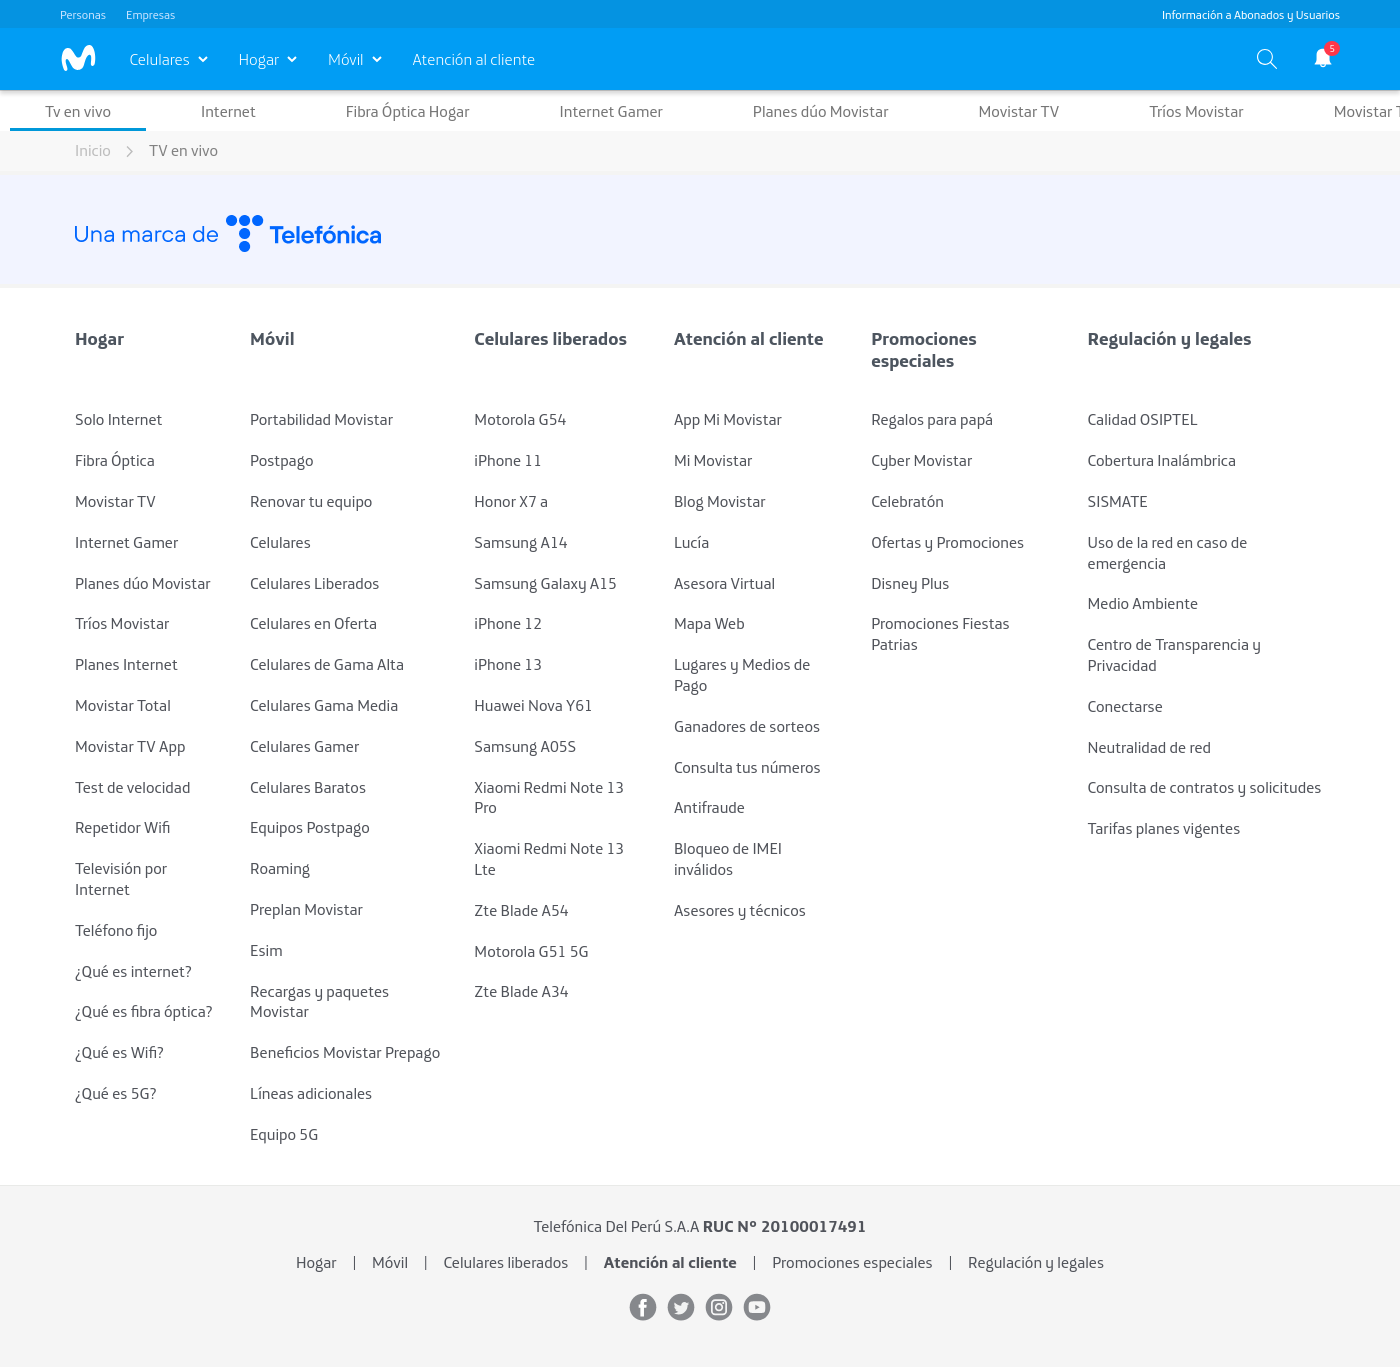 Personas
Empresas
Información a Abonados y Usuarios
Celulares
Hogar
Móvil
Atención al cliente
5
Tv en vivo
Internet
Fibra Óptica Hogar
Internet Gamer
Planes dúo Movistar
Movistar TV
Tríos Movistar
Movistar T
Inicio
TV en vivo
Una marca de Telefónica
Hogar
Solo Internet
Fibra Óptica
Movistar TV
Internet Gamer
Planes dúo Movistar
Tríos Movistar
Planes Internet
Movistar Total
Movistar TV App
Test de velocidad
Repetidor Wifi
Televisión por
Internet
Teléfono fijo
¿Qué es internet?
¿Qué es fibra óptica?
¿Qué es Wifi?
¿Qué es 5G?
Móvil
Portabilidad Movistar
Postpago
Renovar tu equipo
Celulares
Celulares Liberados
Celulares en Oferta
Celulares de Gama Alta
Celulares Gama Media
Celulares Gamer
Celulares Baratos
Equipos Postpago
Roaming
Preplan Movistar
Esim
Recargas y paquetes
Movistar
Beneficios Movistar Prepago
Líneas adicionales
Equipo 5G
Celulares liberados
Motorola G54
iPhone 11
Honor X7 a
Samsung A14
Samsung Galaxy A15
iPhone 12
iPhone 13
Huawei Nova Y61
Samsung A05S
Xiaomi Redmi Note 13
Pro
Xiaomi Redmi Note 13
Lte
Zte Blade A54
Motorola G51 5G
Zte Blade A34
Atención al cliente
App Mi Movistar
Mi Movistar
Blog Movistar
Lucía
Asesora Virtual
Mapa Web
Lugares y Medios de
Pago
Ganadores de sorteos
Consulta tus números
Antifraude
Bloqueo de IMEI
inválidos
Asesores y técnicos
Promociones
especiales
Regalos para papá
Cyber Movistar
Celebratón
Ofertas y Promociones
Disney Plus
Promociones Fiestas
Patrias
Regulación y legales
Calidad OSIPTEL
Cobertura Inalámbrica
SISMATE
Uso de la red en caso de
emergencia
Medio Ambiente
Centro de Transparencia y
Privacidad
Conectarse
Neutralidad de red
Consulta de contratos y solicitudes
Tarifas planes vigentes
Telefónica Del Perú S.A.A RUC Nº 20100017491
Hogar | Móvil | Celulares liberados | Atención al cliente | Promociones especiales | Regulación y legales